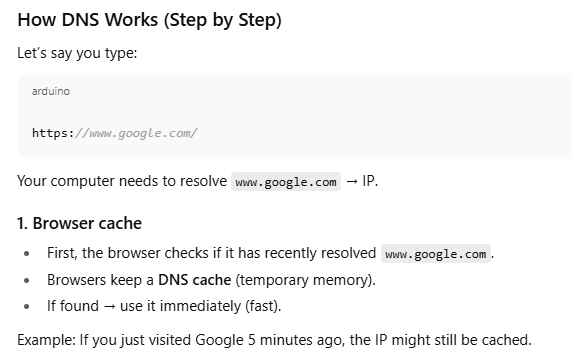 How DNS Works (Step by Step)
Let's say you type:
arduino
https://www.google.com/
Your computer needs to resolve www.google.com → IP.
1. Browser cache
• First, the browser checks if it has recently resolved www.google.com.
• Browsers keep a DNS cache (temporary memory).
• If found → use it immediately (fast).
Example: If you just visited Google 5 minutes ago, the IP might still be cached.